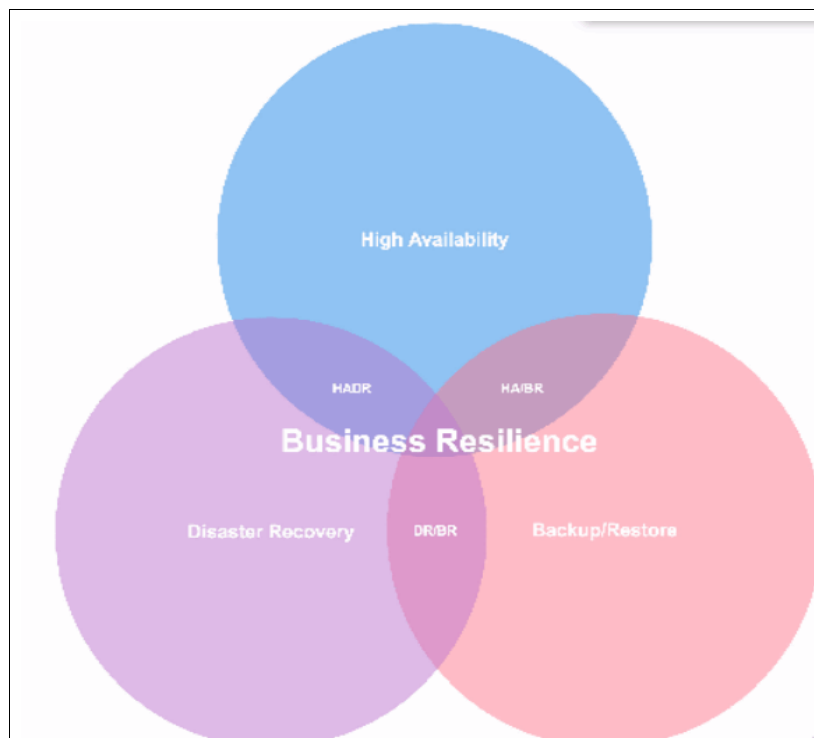 High Availability
HADR
HA/BR
Business Resilience
Disaster Recovery
DR/BR
Backup/Restore